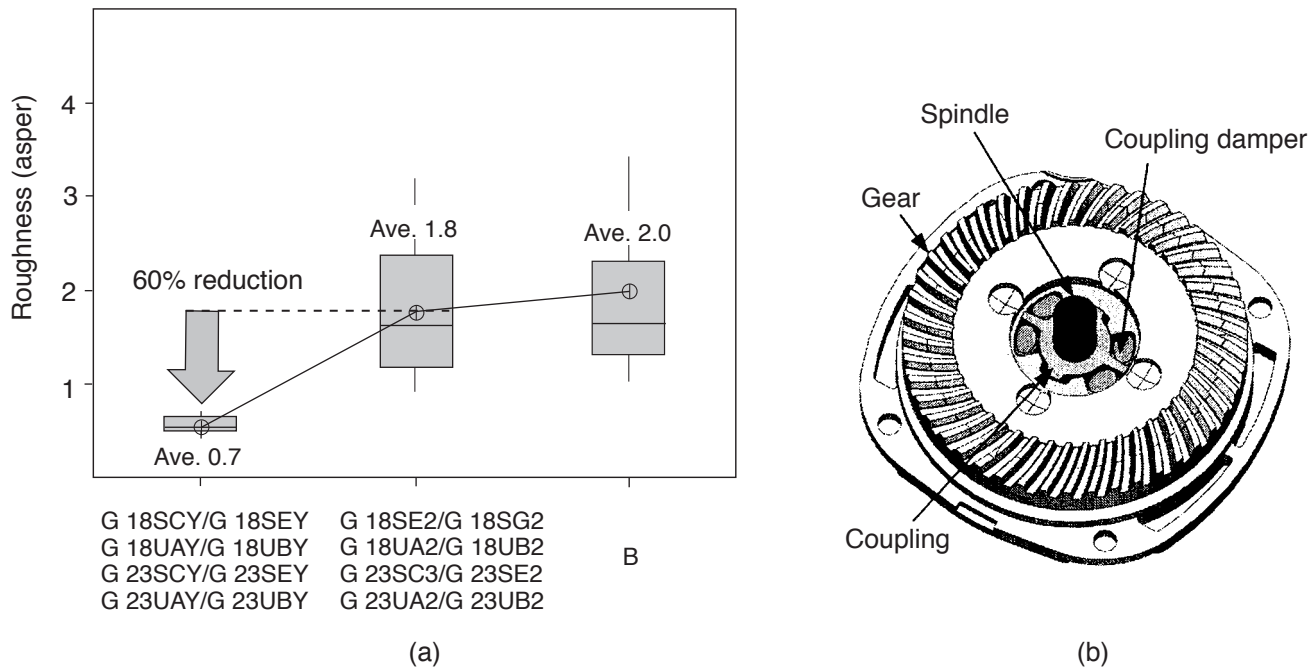 Roughness (asper)
4
3
2
1
60% reduction
Ave. 0.7
Ave. 1.8
Ave. 2.0
G 18SCY/G 18SEY
G 18UAY/G 18UBY
G 23SCY/G 23SEY
G 23UAY/G 23UBY
G 18SE2/G 18SG2
G 18UA2/G 18UB2
G 23SC3/G 23SE2
G 23UA2/G 23UB2
B
(a)
Spindle
Coupling damper
Gear
Coupling
(b)